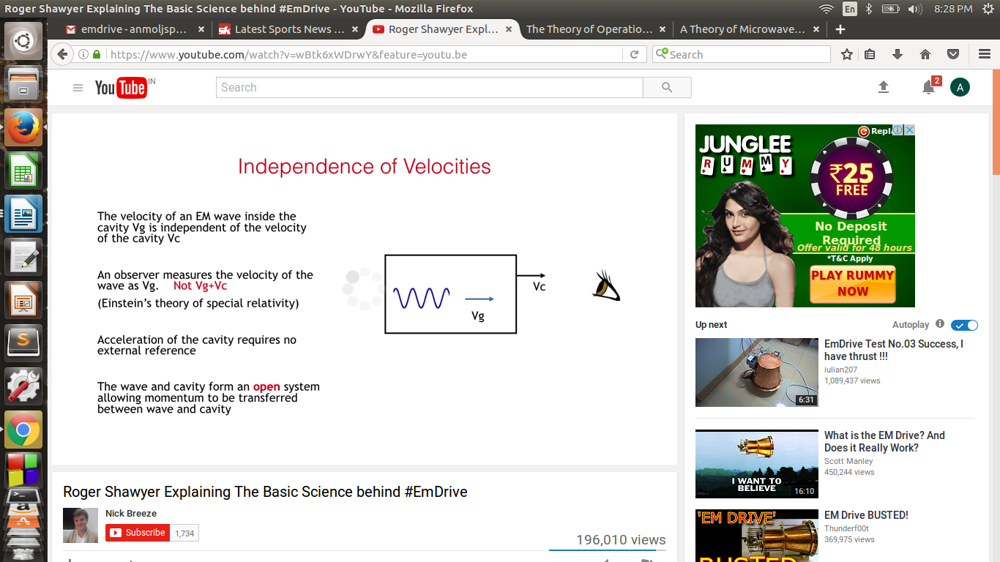 Roger Shawyer Explaining The Basic Science behind #EmDrive - YouTube - Mozilla Firefox
En
8:28 PM
emdrive - anmoljsp... ×
Latest Sports News ... ×
Roger Shawyer Expl... ×
The Theory of Operatio... ×
A Theory of Microwave... ×
https://www.youtube.com/watch?v=wBtk6xWDrwY&feature=youtu.be
Search
YouTube IN
Search
2
A
Independence of Velocities
The velocity of an EM wave inside the
cavity Vg is independent of the velocity
of the cavity Vc
An observer measures the velocity of the
wave as Vg. Not Vg+Vc
(Einstein's theory of special relativity)
Acceleration of the cavity requires no
external reference
The wave and cavity form an open system
allowing momentum to be transferred
between wave and cavity
Vc
Vg
Roger Shawyer Explaining The Basic Science behind #EmDrive
Nick Breeze
Subscribe 1,734
196,010 views
JUNGLEE
RUMMY
₹25
FREE
No Deposit
Required
Offer valid for 48 hours
*T&C Apply
PLAY RUMMY
NOW
Up next
Autoplay
EmDrive Test No.03 Success, I
have thrust !!!
iulian207
1,089,437 views
6:31
What is the EM Drive? And
Does it Really Work?
Scott Manley
450,244 views
I WANT TO
BELIEVE
16:10
'EM DRIVE'
BUSTED
EM Drive BUSTED!
Thunderf00t
369,975 views